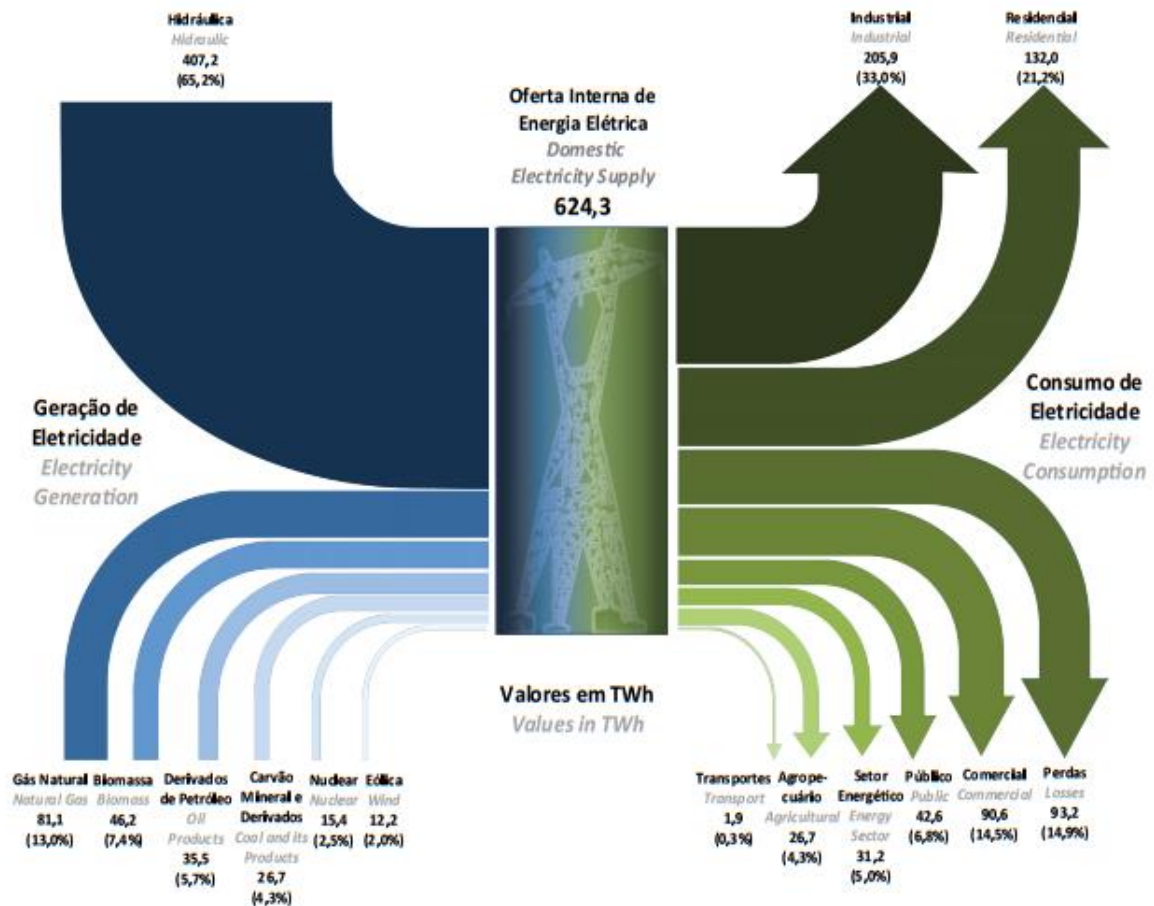 Hidráulica
Hidraulic
407,2
(65,2%)
Oferta Interna de
Energia Elétrica
Domestic
Electricity Supply
624,3
Industrial
Industrial
205,9
(33,0%)
Residencial
Residential
132,0
(21,2%)
Geração de
Eletricidade
Electricity
Generation
Consumo de
Eletricidade
Electricity
Consumption
Valores em TWh
Values in TWh
Gás Natural
Natural Gas
81,1
(13,0%)
Biomassa
Biomass
46,2
(7,4%)
Derivados
de Petróleo
Oil
Products
35,5
(5,7%)
Carvão
Mineral e
Derivados
Coal and its
Products
26,7
(4,3%)
Nuclear
Nuclear
15,4
(2,5%)
Eóllica
Wind
12,2
(2,0%)
Transportes
Transport
1,9
(0,3%)
Agrope-
cuário
Agricultural
26,7
(4,3%)
Setor
Energético
Energy
Sector
31,2
(5,0%)
Público
Public
42,6
(6,8%)
Comercial
Commercial
90,6
(14,5%)
Perdas
Losses
93,2
(14,9%)